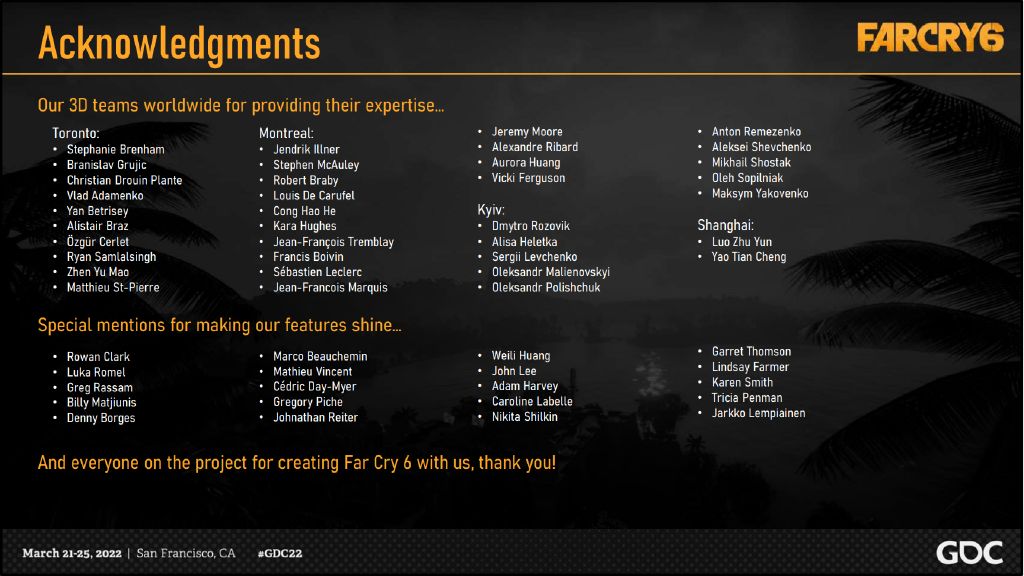 Acknowledgments
FARCRY6
Our 3D teams worldwide for providing their expertise...
Toronto:
• Stephanie Brenham
• Branislav Grujic
• Christian Drouin Plante
• Vlad Adamenko
• Yan Betrisey
• Alistair Braz
• Özgür Cerlet
• Ryan Samlalsingh
• Zhen Yu Mao
• Matthieu St-Pierre
Montreal:
• Jendrik Illner
• Stephen McAuley
• Robert Braby
• Louis De Carufel
• Cong Hao He
• Kara Hughes
• Jean-François Tremblay
• Francis Boivin
• Sébastien Leclerc
• Jean-Francois Marquis
• Jeremy Moore
• Alexandre Ribard
• Aurora Huang
• Vicki Ferguson
Kyiv:
• Dmytro Rozovik
• Alisa Heletka
• Sergii Levchenko
• Oleksandr Malienovskyi
• Oleksandr Polishchuk
• Anton Remezenko
• Aleksei Shevchenko
• Mikhail Shostak
• Oleh Sopilniak
• Maksym Yakovenko
Shanghai:
• Luo Zhu Yun
• Yao Tian Cheng
Special mentions for making our features shine...
• Rowan Clark
• Luka Romel
• Greg Rassam
• Billy Matjiunis
• Denny Borges
• Marco Beauchemin
• Mathieu Vincent
• Cédric Day-Myer
• Gregory Piche
• Johnathan Reiter
• Weili Huang
• John Lee
• Adam Harvey
• Caroline Labelle
• Nikita Shilkin
• Garret Thomson
• Lindsay Farmer
• Karen Smith
• Tricia Penman
• Jarkko Lempiainen
And everyone on the project for creating Far Cry 6 with us, thank you!
March 21-25, 2022 | San Francisco, CA #GDC22
GDC